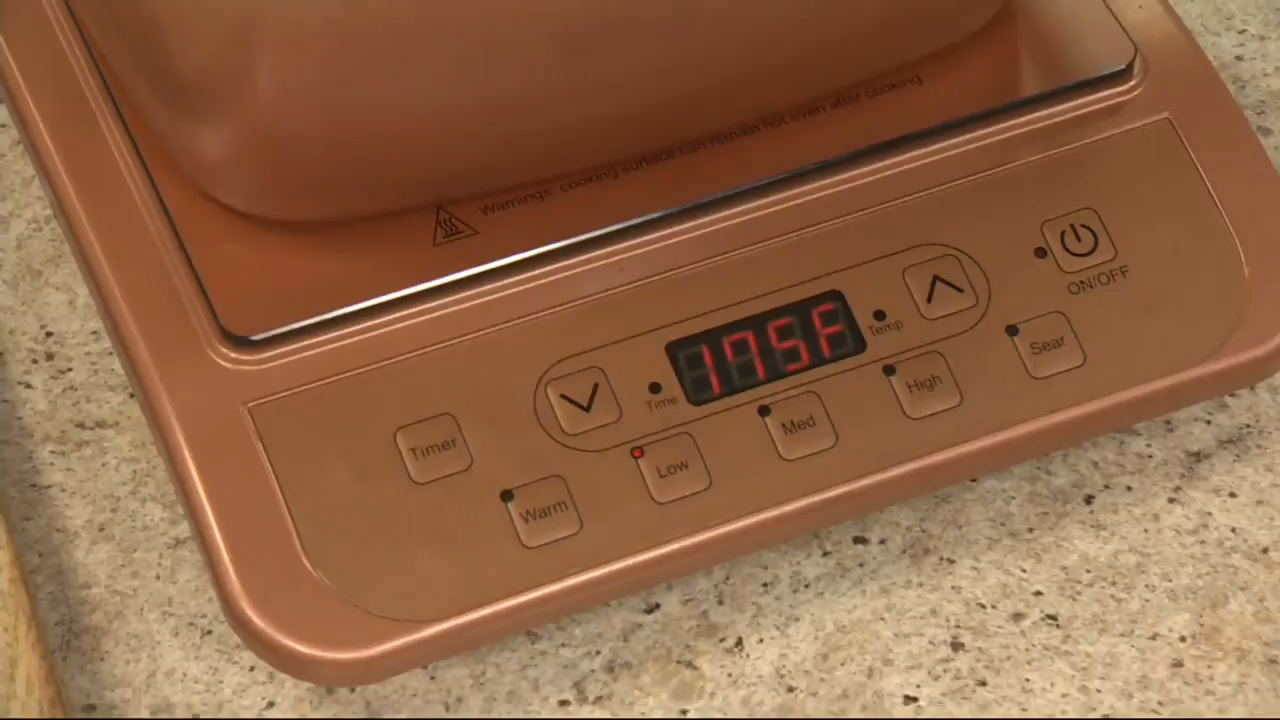 Warnings: cooking surface can remain hot even after cooking
ON/OFF
Temp
175F
Time
Sear
High
Med
Low
Timer
Warm